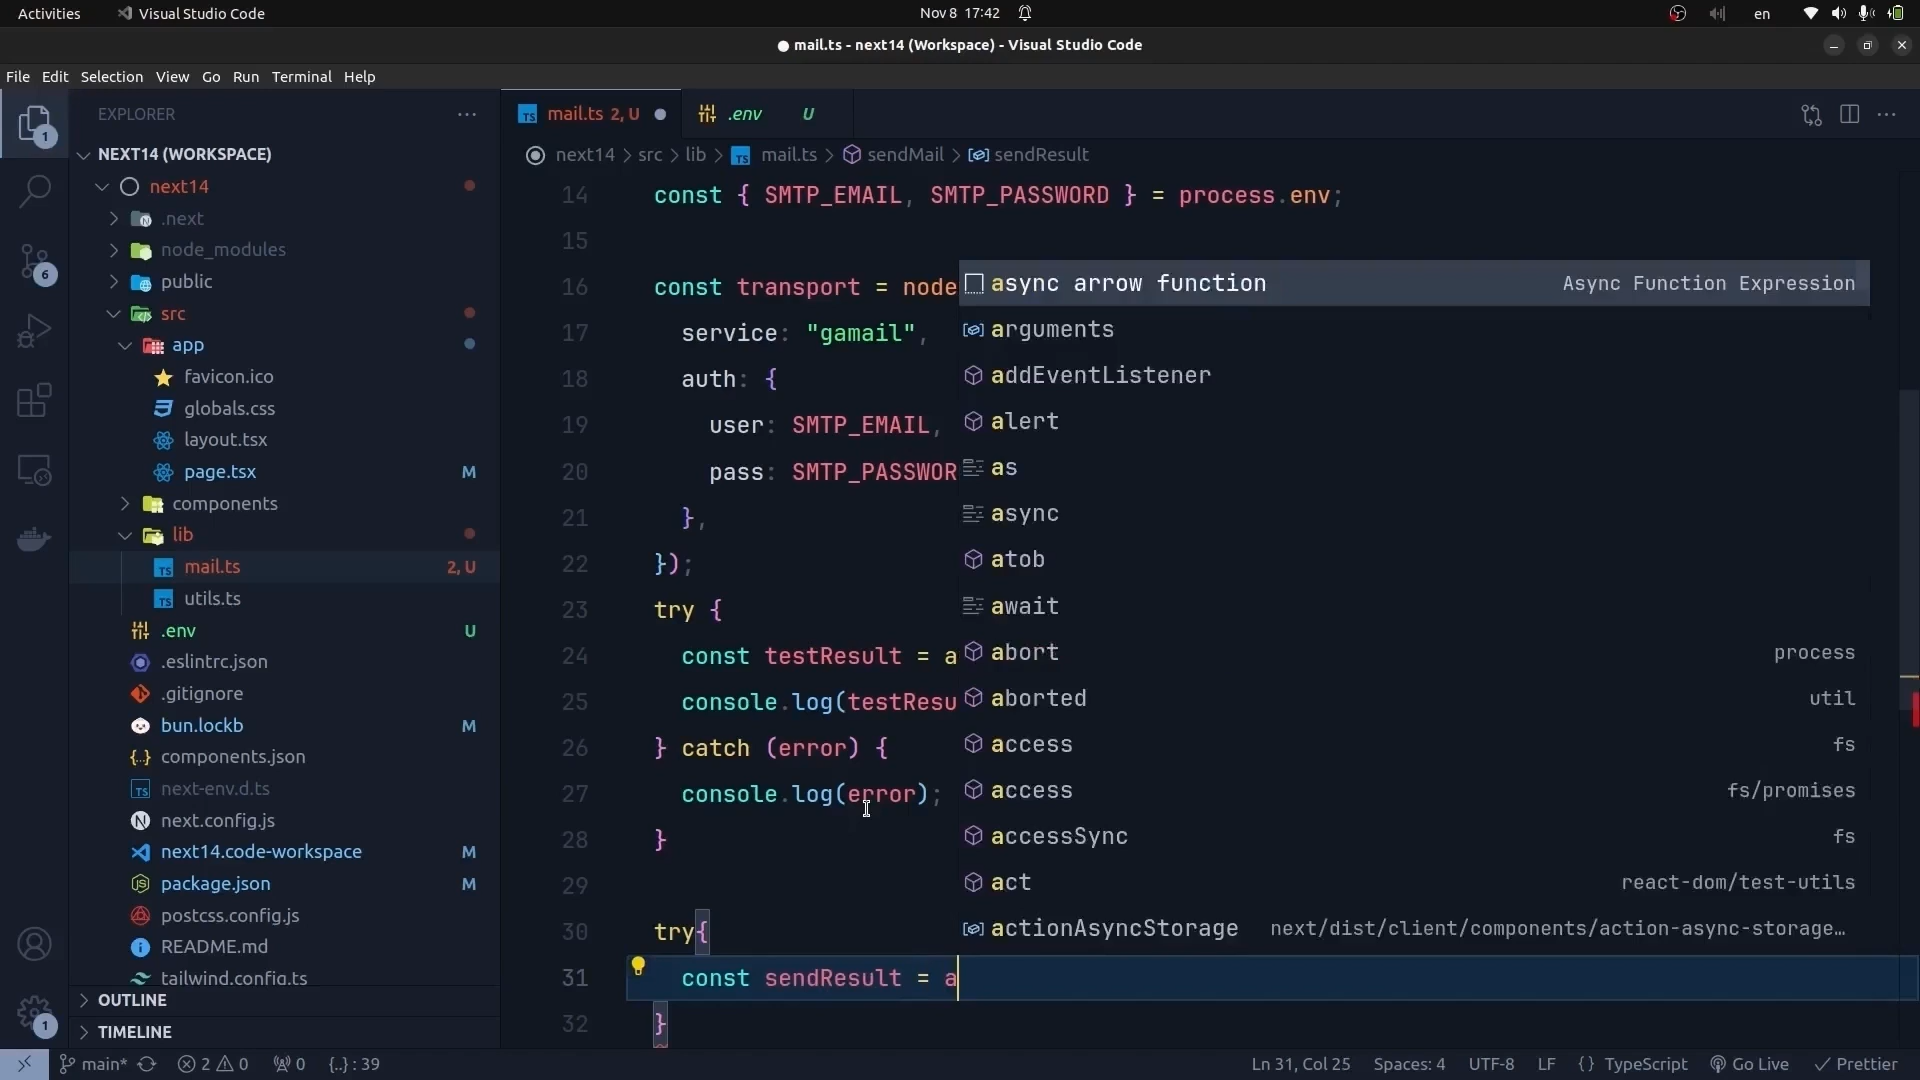 Activities
Visual Studio Code
Nov 8 17:42
en
mail.ts - next14 (Workspace) - Visual Studio Code
File Edit Selection View Go Run Terminal Help
1
6
1
EXPLORER
NEXT14 (WORKSPACE)
next14
.next
node_modules
public
src
app
favicon.ico
globals.css
layout.tsx
page.tsx M
components
lib
mail.ts 2, U
utils.ts
.env U
.eslintrc.json
.gitignore
bun.lockb M
components.json
next-env.d.ts
next.config.js
next14.code-workspace M
package.json M
postcss.config.js
README.md
tailwind.config.ts
OUTLINE
TIMELINE
mail.ts 2, U
.env U
next14 > src > lib > mail.ts > sendMail > sendResult
14 const { SMTP_EMAIL, SMTP_PASSWORD } = process.env;
15
16 const transport = node
17 service: "gamail",
18 auth: {
19 user: SMTP_EMAIL,
20 pass: SMTP_PASSWOR
21 },
22 });
23 try {
24 const testResult = a
25 console.log(testResu
26 } catch (error) {
27 console.log(error);
28 }
29
30 try{
31 const sendResult = a
32 }
async arrow function Async Function Expression
arguments
addEventListener
alert
as
async
atob
await
abort process
aborted util
access fs
access fs/promises
accessSync fs
act react-dom/test-utils
actionAsyncStorage next/dist/client/components/action-async-storage…
main* 2 0 0 {..} : 39
Ln 31, Col 25 Spaces: 4 UTF-8 LF {} TypeScript Go Live Prettier